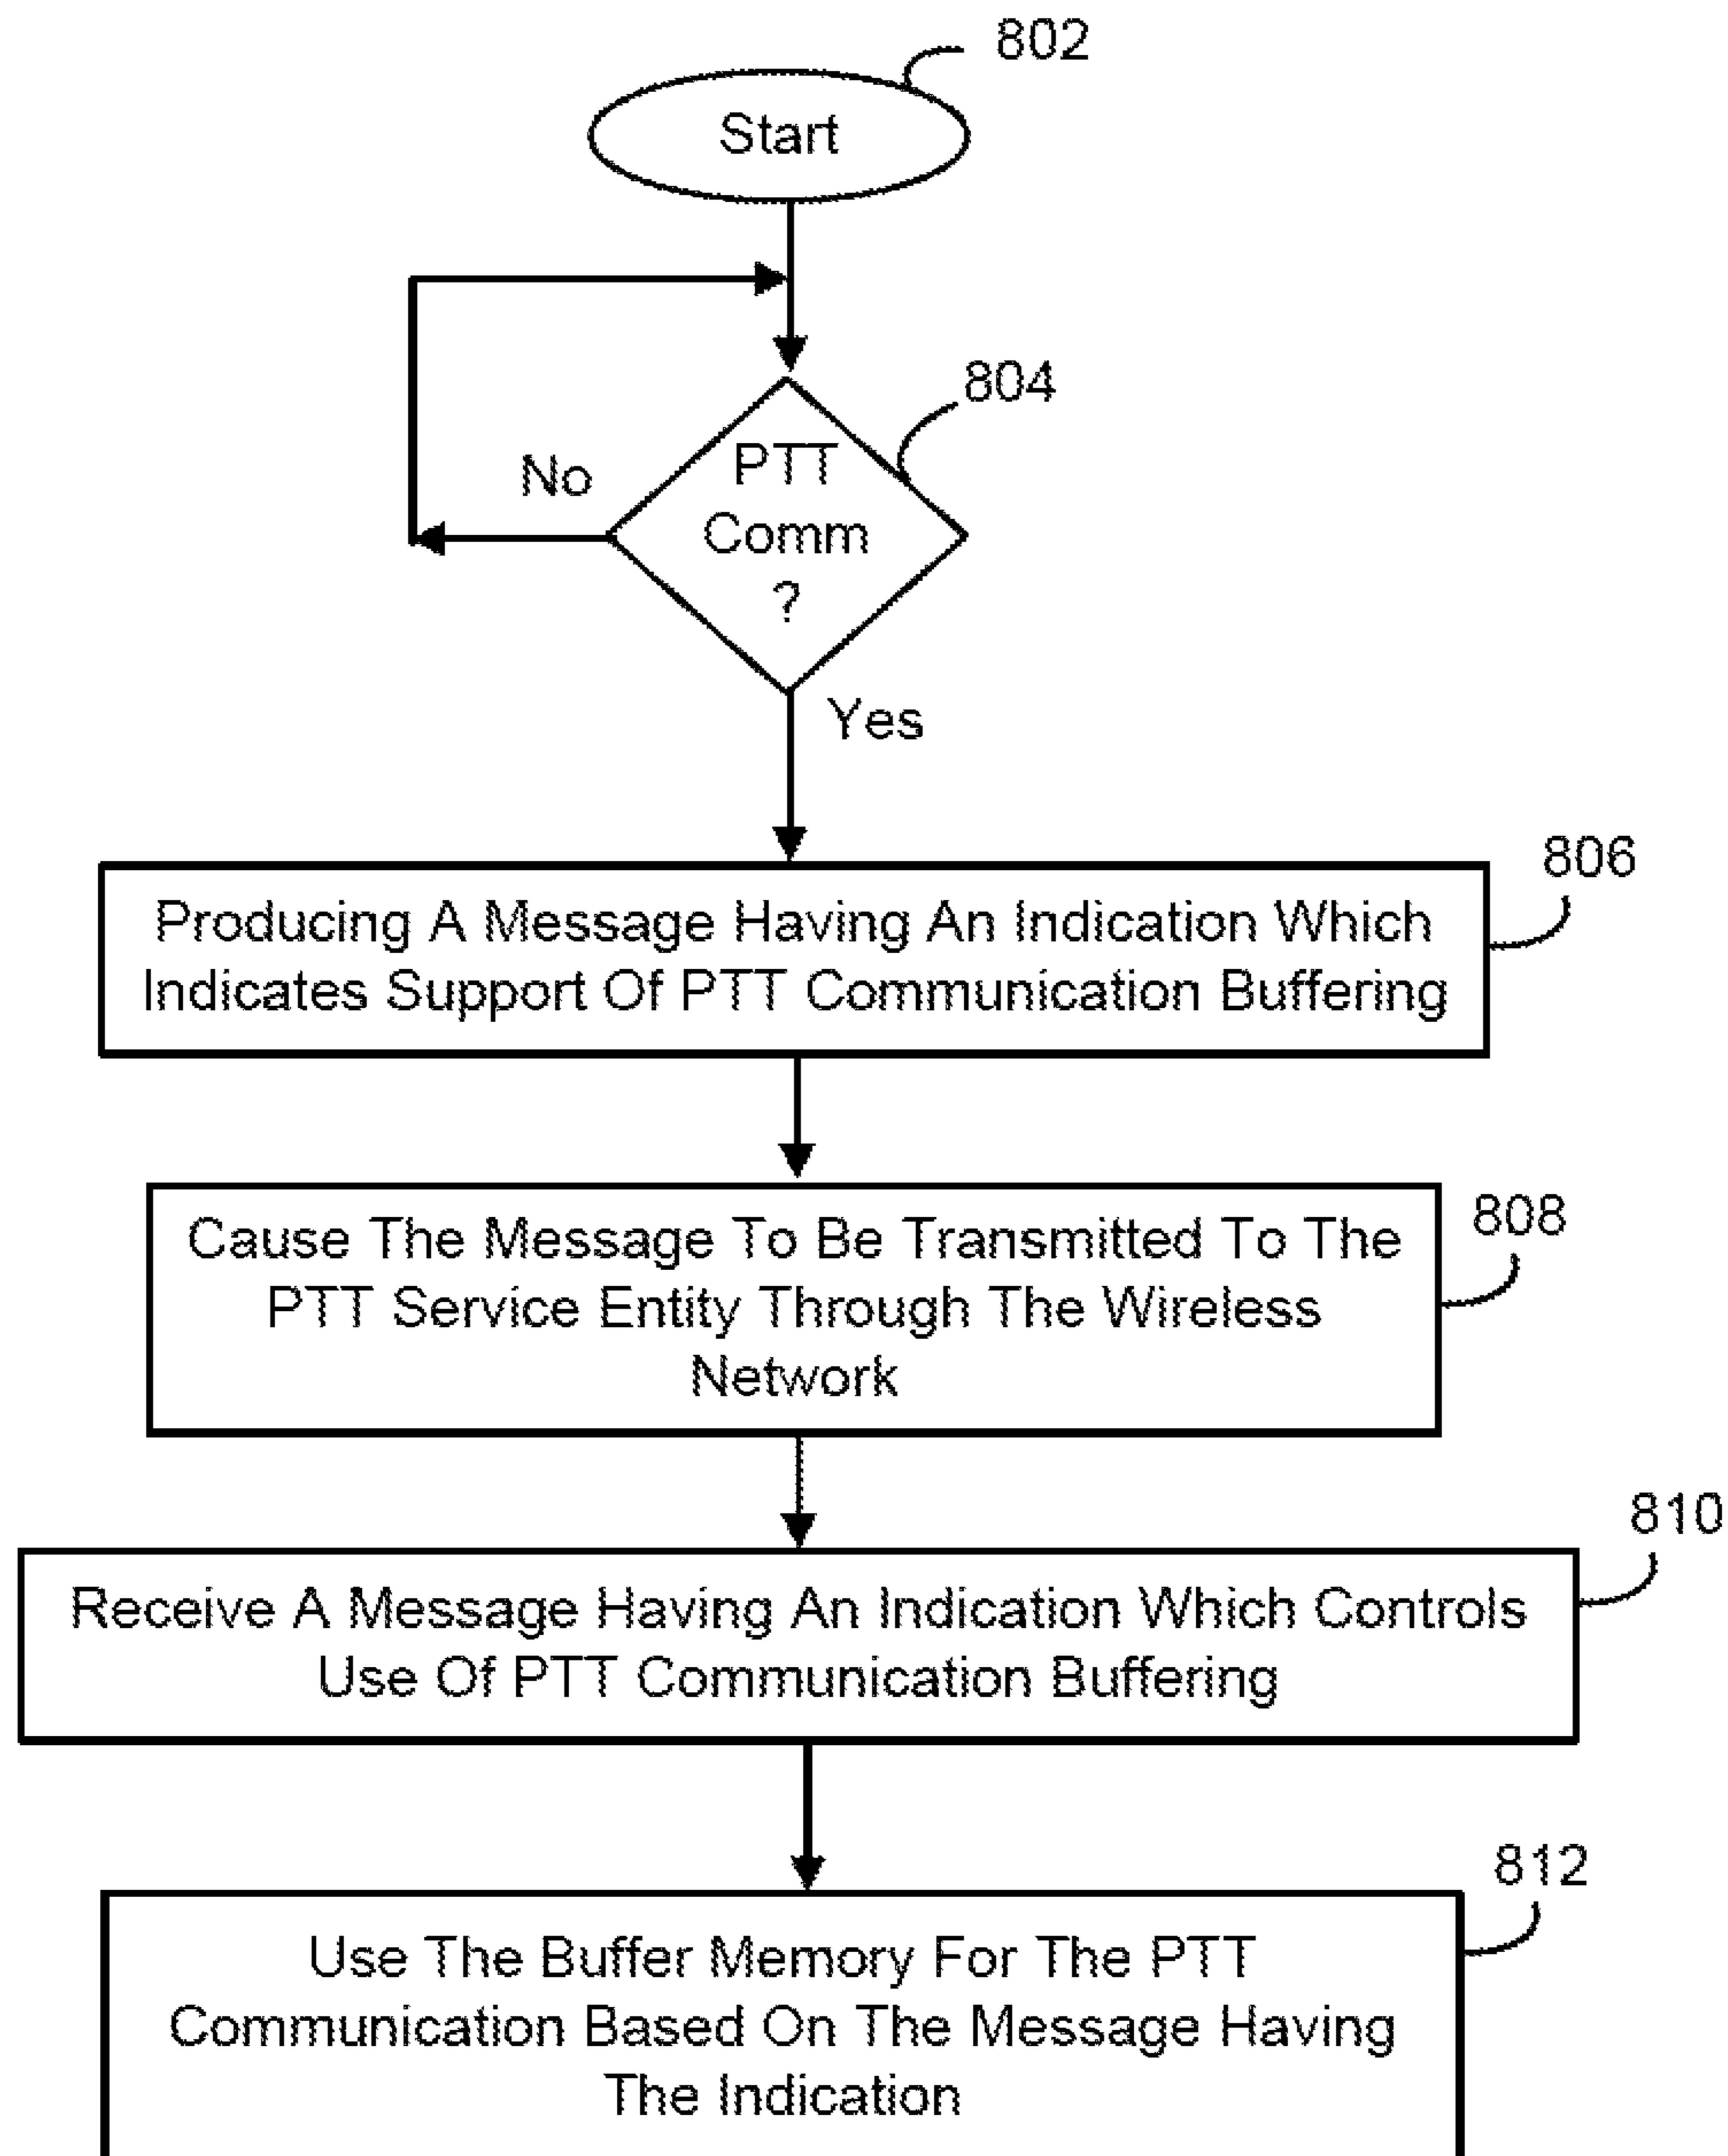 802
Start
804
PTT
Comm
?
No
Yes
806
Producing A Message Having An Indication Which
Indicates Support Of PTT Communication Buffering
808
Cause The Message To Be Transmitted To The
PTT Service Entity Through The Wireless
Network
810
Receive A Message Having An Indication Which Controls
Use Of PTT Communication Buffering
812
Use The Buffer Memory For The PTT
Communication Based On The Message Having
The Indication